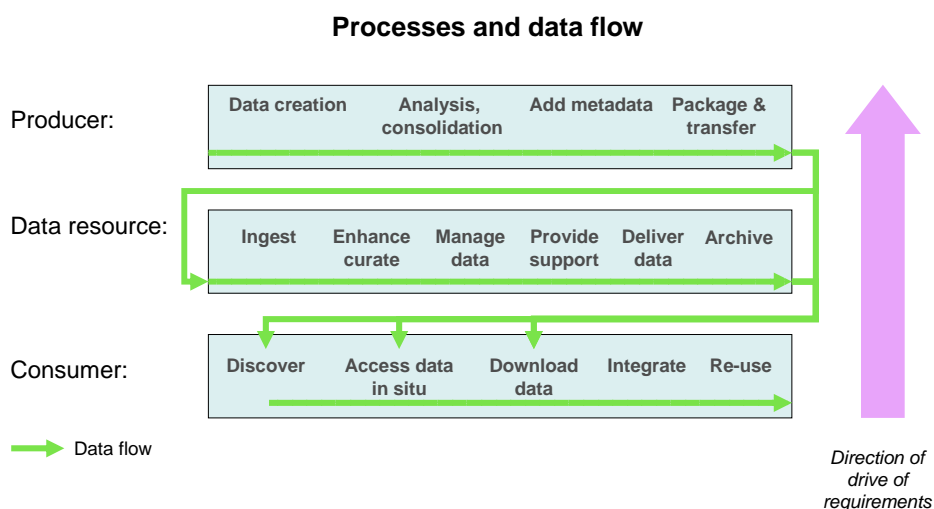 Processes and data flow
Producer:
Data creation
Analysis,
consolidation
Add metadata
Package &
transfer
Data resource:
Ingest
Enhance
curate
Manage
data
Provide
support
Deliver
data
Archive
Consumer:
Discover
Access data
in situ
Download
data
Integrate
Re-use
Data flow
Direction of
drive of
requirements